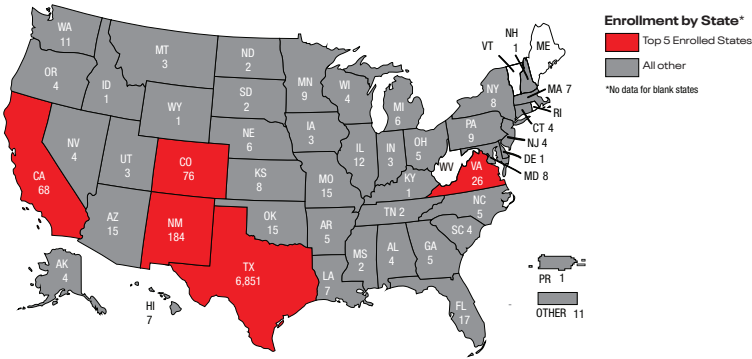 Enrollment by State*
Top 5 Enrolled States
All other
*No data for blank states
WA
11
OR
4
CA
68
NV
4
ID
1
MT
3
WY
1
UT
3
AZ
15
CO
76
NM
184
ND
2
SD
2
NE
6
KS
8
OK
15
TX
6,851
MN
9
IA
3
MO
15
AR
5
LA
7
WI
4
IL
12
MI
6
IN
3
OH
5
KY
1
TN 2
MS
2
AL
4
GA
5
FL
17
SC 4
NC
5
VA
26
WV
PA
9
NY
8
VT
NH
1
ME
MA 7
RI
CT 4
NJ 4
DE 1
MD 8
AK
4
HI
7
PR 1
OTHER 11